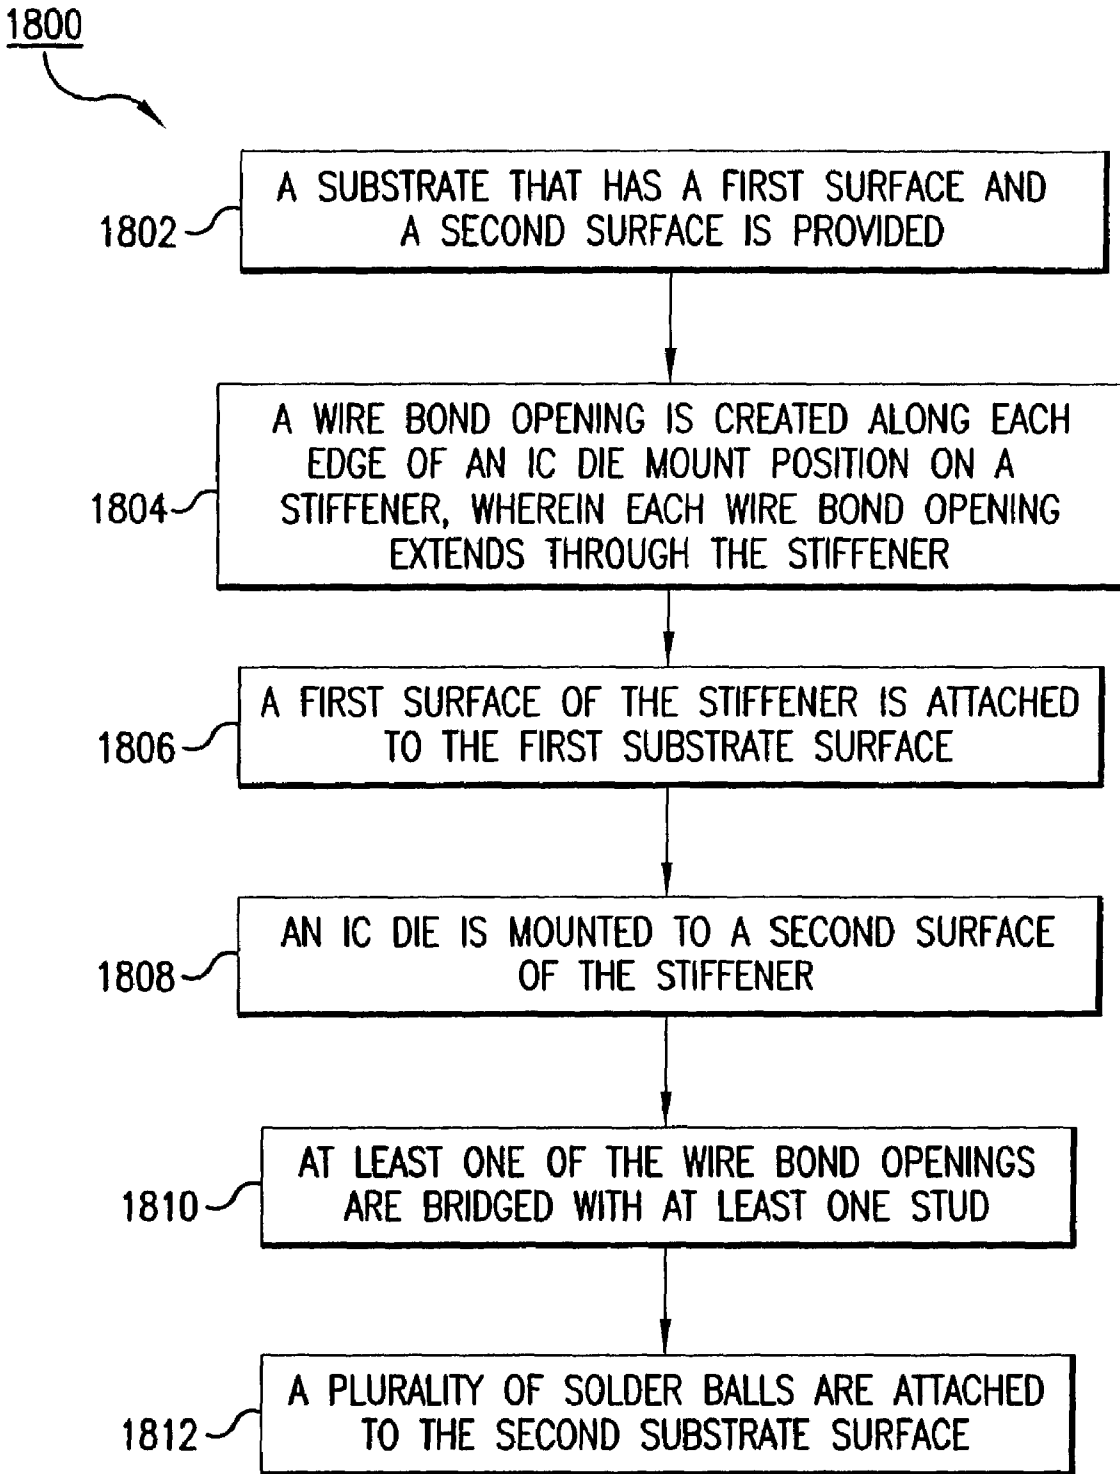 1800
A SUBSTRATE THAT HAS A FIRST SURFACE AND
A SECOND SURFACE IS PROVIDED
1802
A WIRE BOND OPENING IS CREATED ALONG EACH
EDGE OF AN IC DIE MOUNT POSITION ON A
STIFFENER, WHEREIN EACH WIRE BOND OPENING
EXTENDS THROUGH THE STIFFENER
1804
A FIRST SURFACE OF THE STIFFENER IS ATTACHED
TO THE FIRST SUBSTRATE SURFACE
1806
AN IC DIE IS MOUNTED TO A SECOND SURFACE
OF THE STIFFENER
1808
AT LEAST ONE OF THE WIRE BOND OPENINGS
ARE BRIDGED WITH AT LEAST ONE STUD
1810
A PLURALITY OF SOLDER BALLS ARE ATTACHED
TO THE SECOND SUBSTRATE SURFACE
1812